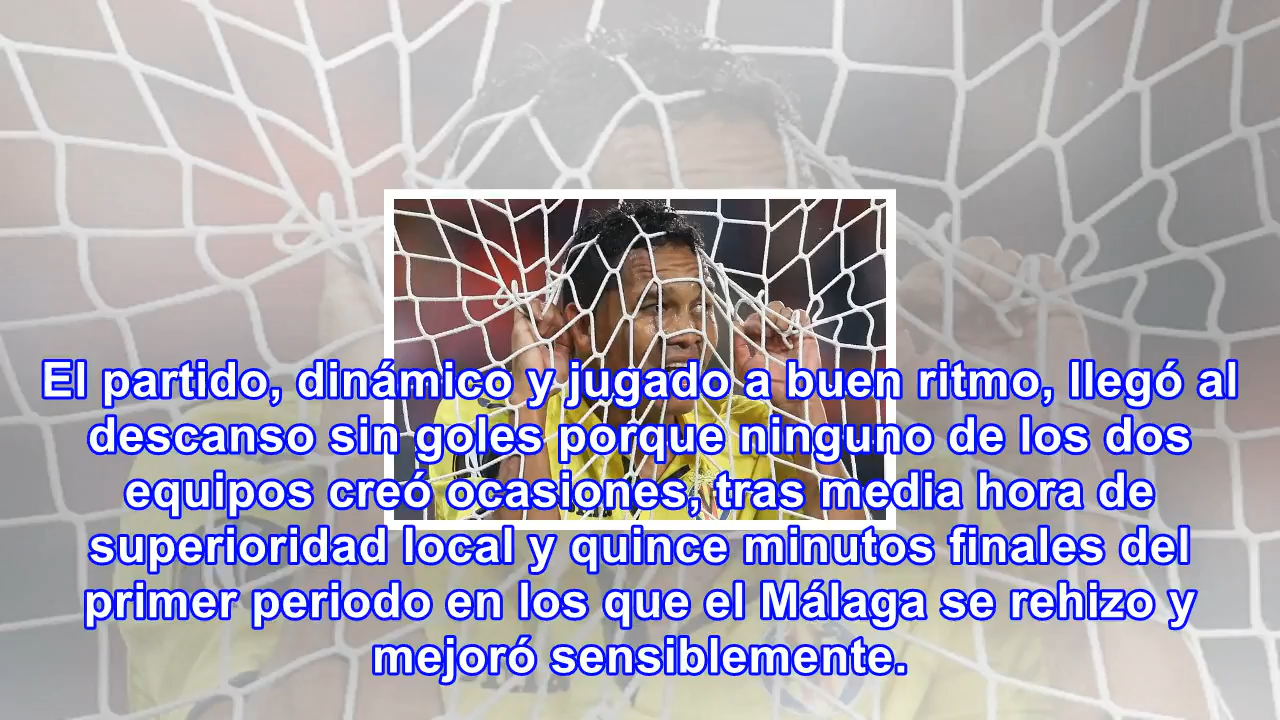 El partido, dinámico y jugado a buen ritmo, llegó al
descanso sin goles porque ninguno de los dos
equipos creó ocasiones, tras media hora de
superioridad local y quince minutos finales del
primer periodo en los que el Málaga se rehizo y
mejoró sensiblemente.